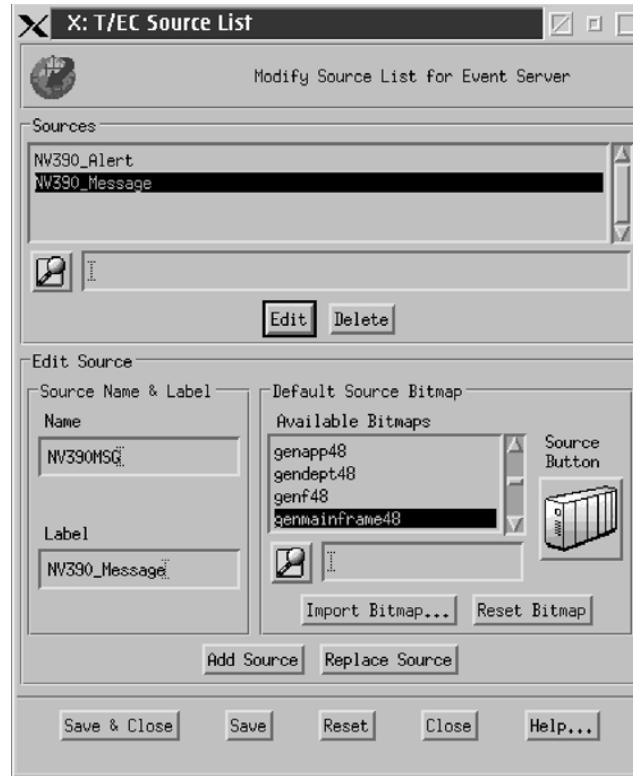 X: T/EC Source List
Modify Source List for Event Server
Sources
NV390_Alert
NV390_Message
Edit Delete
Edit Source
Source Name & Label
Name
NV390MSG
Label
NV390_Message
Default Source Bitmap
Available Bitmaps
genapp48
gendept48
genf48
genmainframe48
Source
Button
Import Bitmap... Reset Bitmap
Add Source Replace Source
Save & Close Save Reset Close Help...